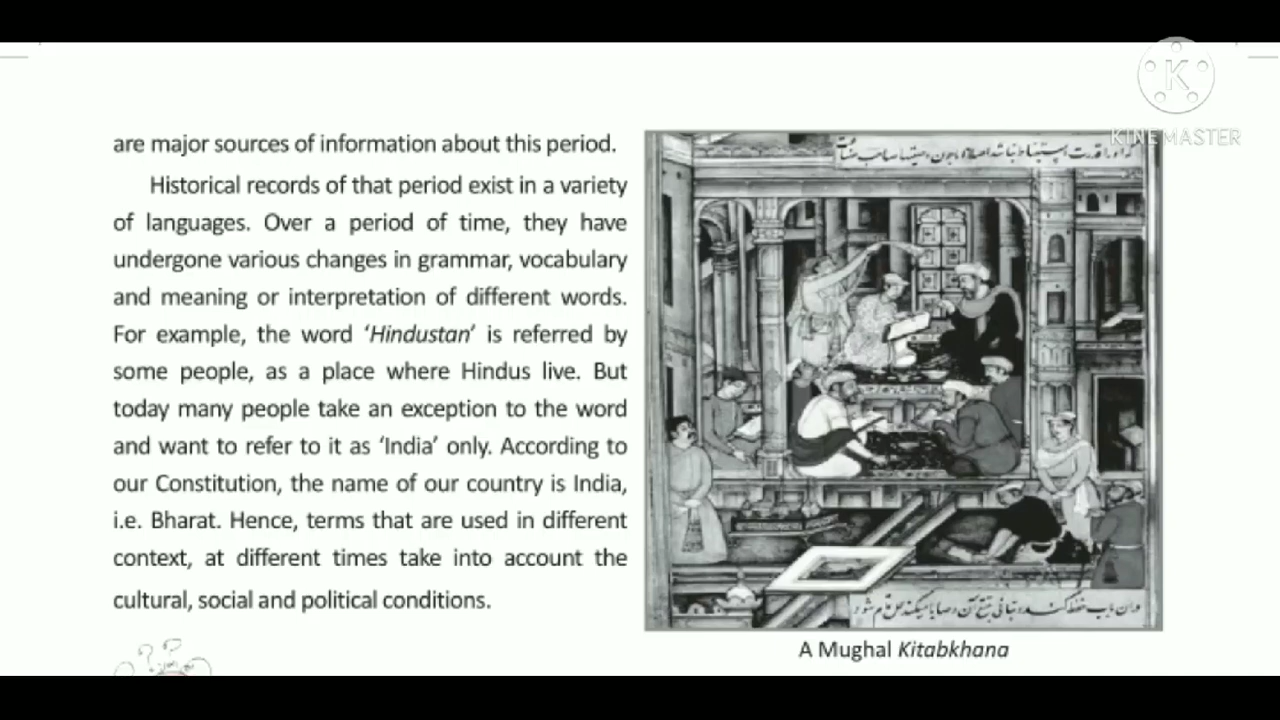 are major sources of information about this period.
Historical records of that period exist in a variety
of languages. Over a period of time, they have
undergone various changes in grammar, vocabulary
and meaning or interpretation of different words.
For example, the word ‘Hindustan’ is referred by
some people, as a place where Hindus live. But
today many people take an exception to the word
and want to refer to it as ‘India’ only. According to
our Constitution, the name of our country is India,
i.e. Bharat. Hence, terms that are used in different
context, at different times take into account the
cultural, social and political conditions.
A Mughal Kitabkhana
K
KINEMASTER